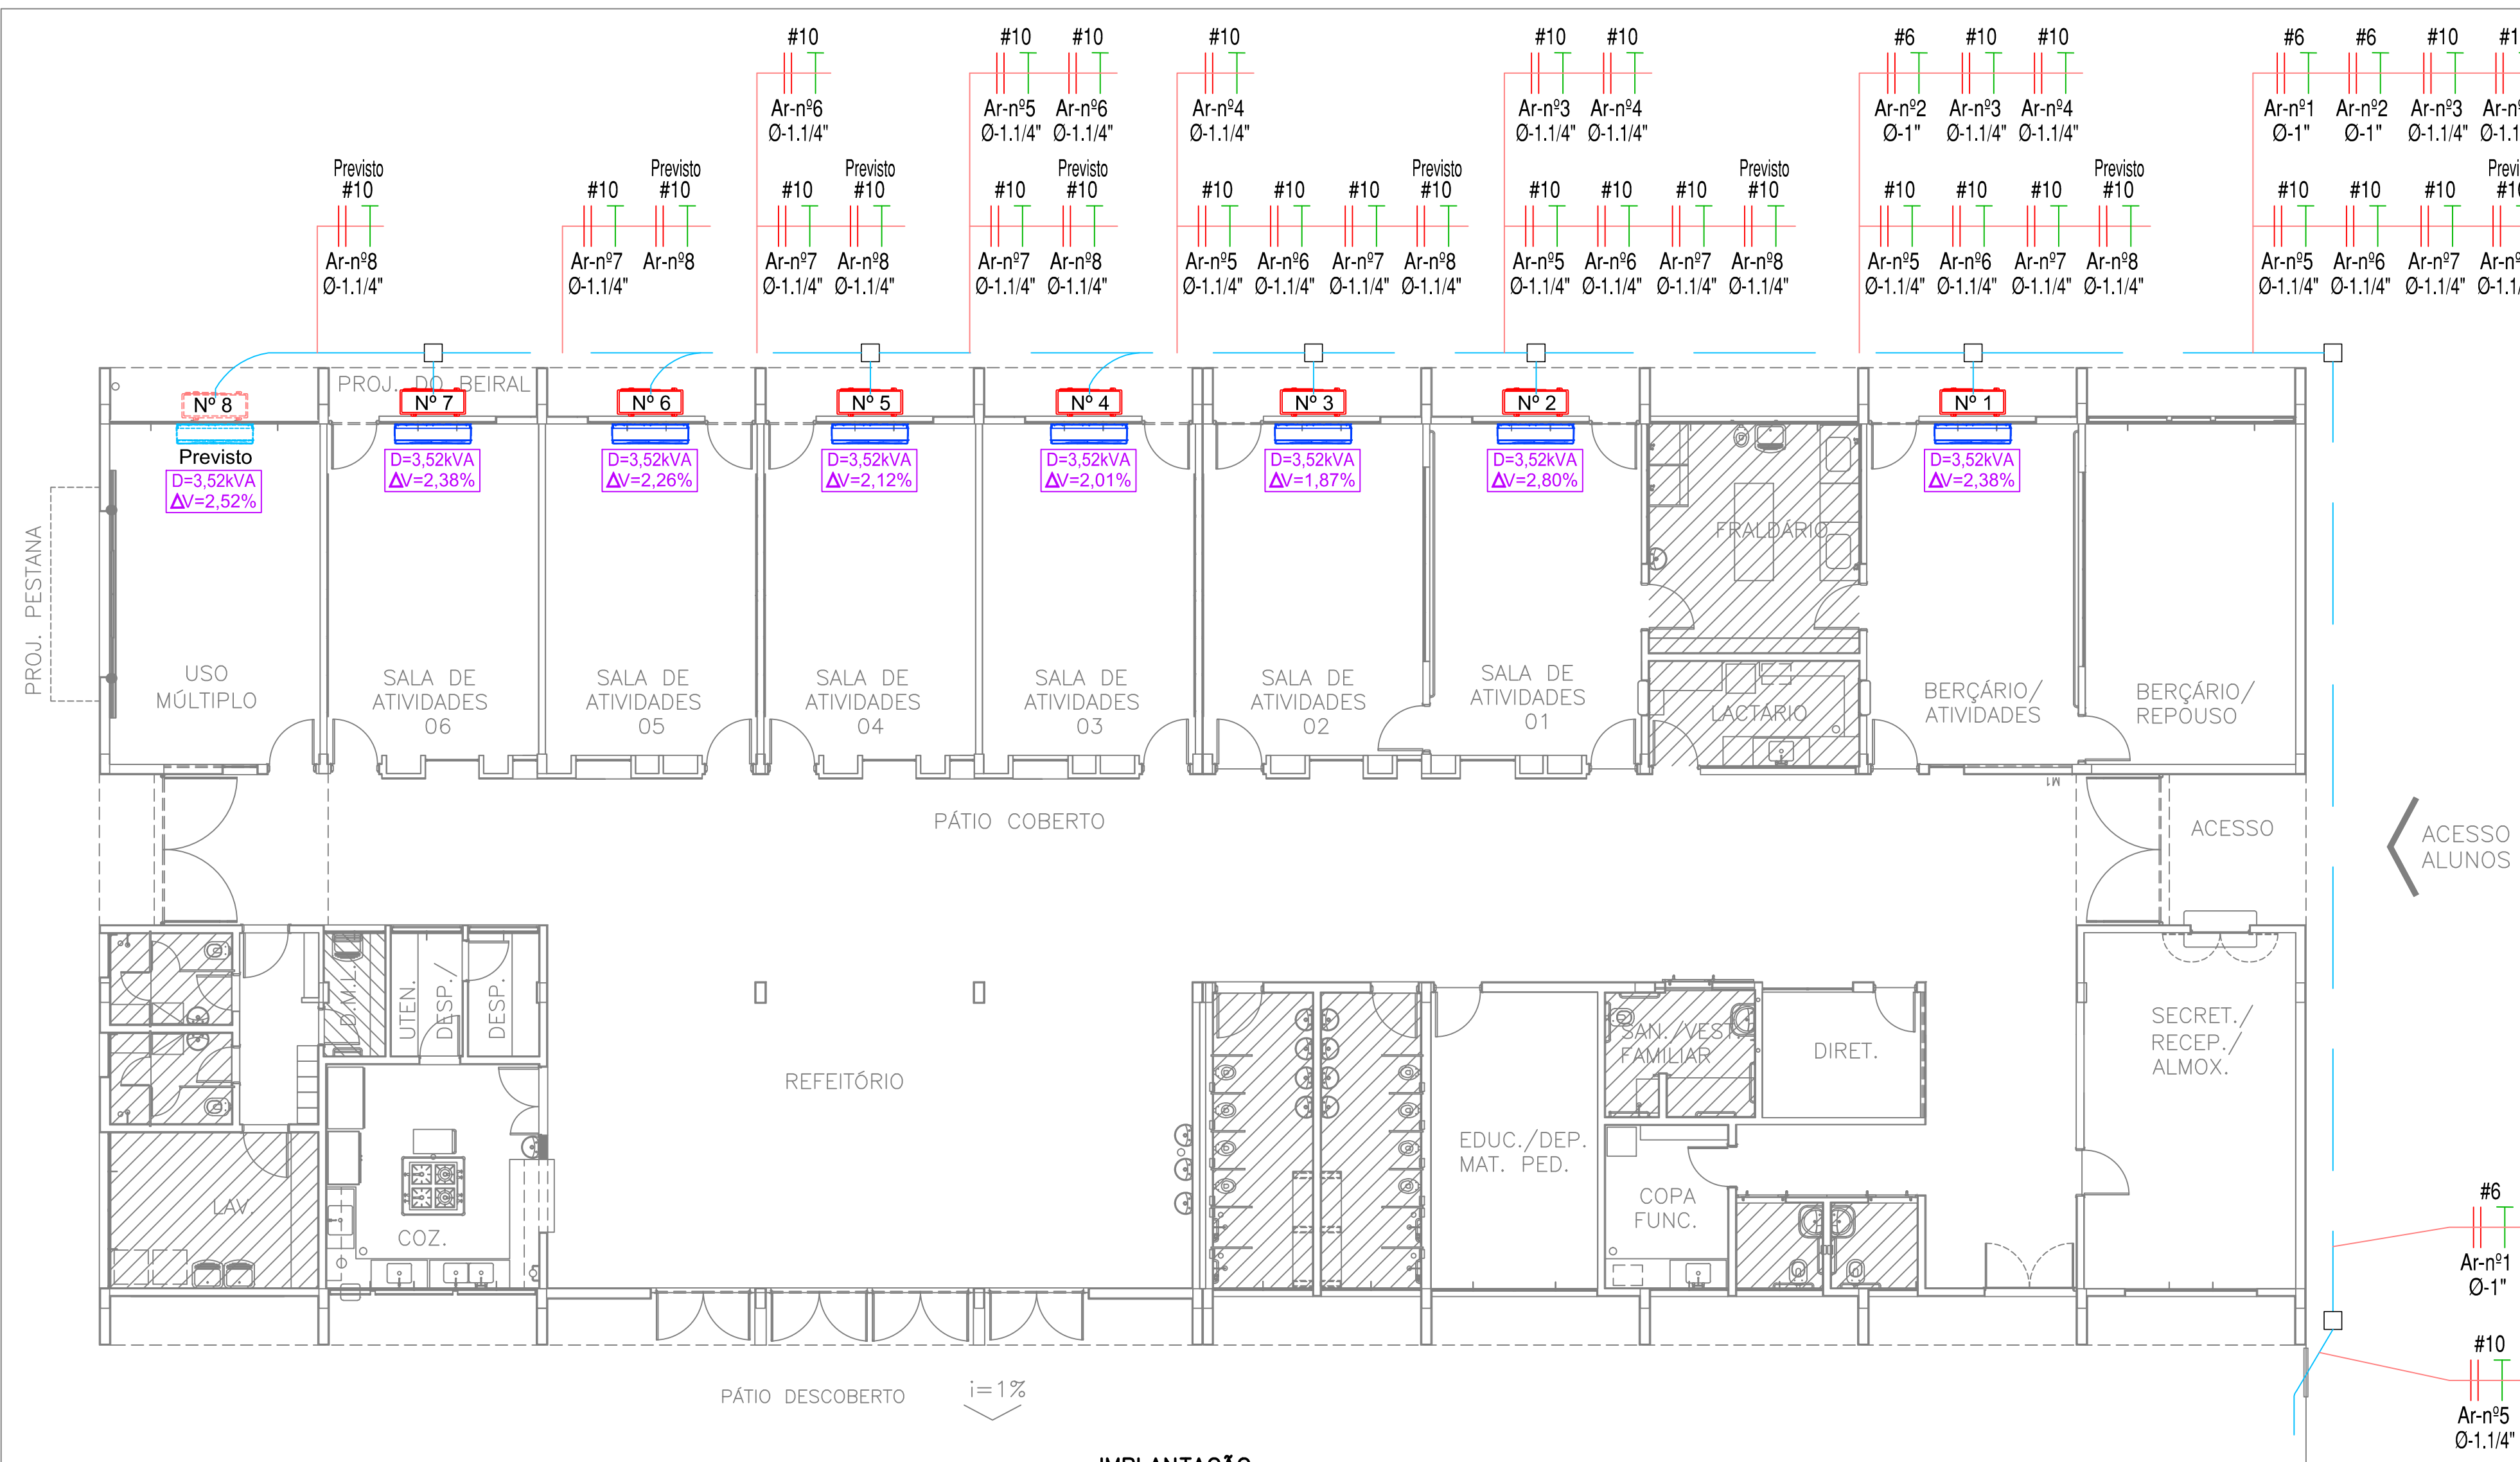 #10
Ar-nº6
Ø-1.1/4"
#10 #10
Ar-nº5 Ar-nº6
Ø-1.1/4" Ø-1.1/4"
#10
Ar-nº4
Ø-1.1/4"
#10 #10
Ar-nº3 Ar-nº4
Ø-1.1/4" Ø-1.1/4"
#6 #10 #10
Ar-nº2 Ar-nº3 Ar-nº4
Ø-1" Ø-1.1/4" Ø-1.1/4"
#6 #6 #10
Ar-nº1 Ar-nº2 Ar-nº3
Ø-1" Ø-1" Ø-1.1/4"
Previsto
#10
Ar-nº8
Ø-1.1/4"
Previsto
#10 #10
Ar-nº7 Ar-nº8
Ø-1.1/4"
Previsto
#10 #10
Ar-nº7 Ar-nº8
Ø-1.1/4" Ø-1.1/4"
Previsto
#10 #10
Ar-nº7 Ar-nº8
Ø-1.1/4" Ø-1.1/4"
Previsto
#10 #10 #10 #10
Ar-nº5 Ar-nº6 Ar-nº7 Ar-nº8
Ø-1.1/4" Ø-1.1/4" Ø-1.1/4" Ø-1.1/4"
Previsto
#10 #10 #10 #10
Ar-nº5 Ar-nº6 Ar-nº7 Ar-nº8
Ø-1.1/4" Ø-1.1/4" Ø-1.1/4" Ø-1.1/4"
Previsto
#10 #10 #10 #10
Ar-nº5 Ar-nº6 Ar-nº7 Ar-nº8
Ø-1.1/4" Ø-1.1/4" Ø-1.1/4" Ø-1.1/4"
#10 #10 #10
Ar-nº5 Ar-nº6 Ar-nº7
Ø-1.1/4" Ø-1.1/4" Ø-1.1/4"
PROJ. DO BEIRAL
Nº 8
Nº 7
Nº 6
Nº 5
Nº 4
Nº 3
Nº 2
Nº 1
Previsto
D=3,52kVA
ΔV=2,52%
D=3,52kVA
ΔV=2,38%
D=3,52kVA
ΔV=2,26%
D=3,52kVA
ΔV=2,12%
D=3,52kVA
ΔV=2,01%
D=3,52kVA
ΔV=1,87%
D=3,52kVA
ΔV=2,80%
D=3,52kVA
ΔV=2,38%
PROJ. PESTANA
FRALDÁRIO
USO
MÚLTIPLO
SALA DE
ATIVIDADES
06
SALA DE
ATIVIDADES
05
SALA DE
ATIVIDADES
04
SALA DE
ATIVIDADES
03
SALA DE
ATIVIDADES
02
SALA DE
ATIVIDADES
01
LACTÁRIO
BERÇÁRIO/
ATIVIDADES
BERÇÁRIO/
REPOUSO
M1
PÁTIO COBERTO
ACESSO
ACESSO
ALUNOS
D.M.L.
UTEN.
DESP./
DESP.
REFEITÓRIO
SAN./VEST.
FAMILIAR
DIRET.
SECRET./
RECEP./
ALMOX.
EDUC./DEP.
MAT. PED.
COPA
FUNC.
LAV.
COZ.
#6
Ar-nº1
Ø-1"
#10
Ar-nº5
Ø-1.1/4"
PÁTIO DESCOBERTO
i=1%
IMPLANTAÇÃO